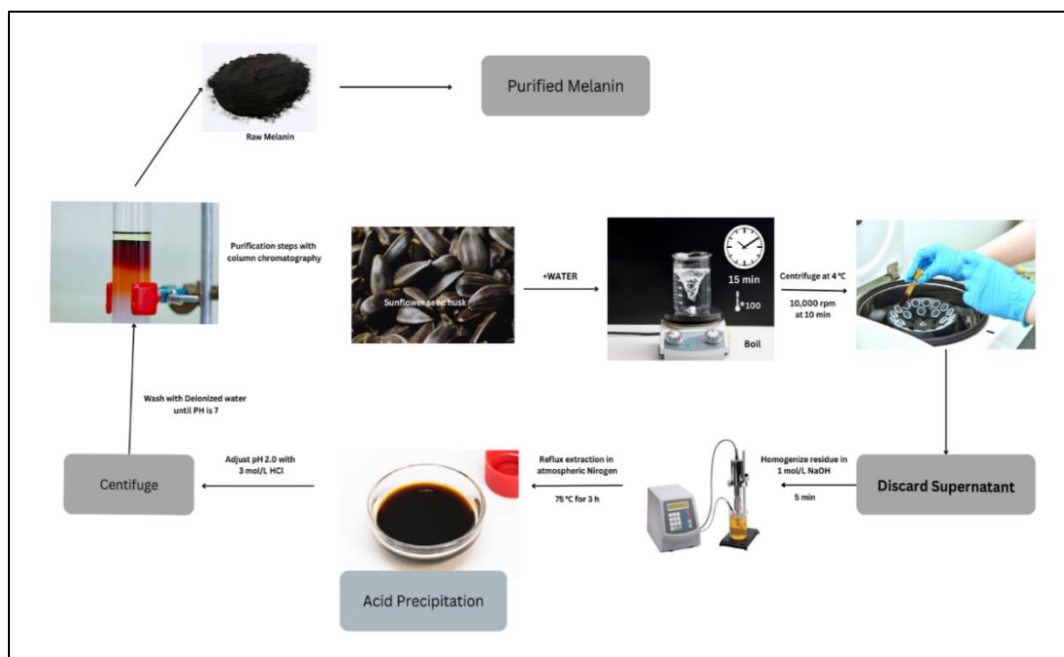 Sunflower seed husk
+WATER
15 min
100
Boil
Centrifuge at 4 °C
10,000 rpm
at 10 min
Discard Supernatant
Homogenize residue in
1 mol/L NaOH
5 min
Reflux extraction in
atmospheric Nirogen
75 °C for 3 h
Acid Precipitation
Adjust pH 2.0 with
3 mol/L HCl
Centifuge
Wash with Deionized water
until PH is 7
Purification steps with
column chromatography
Raw Melanin
Purified Melanin